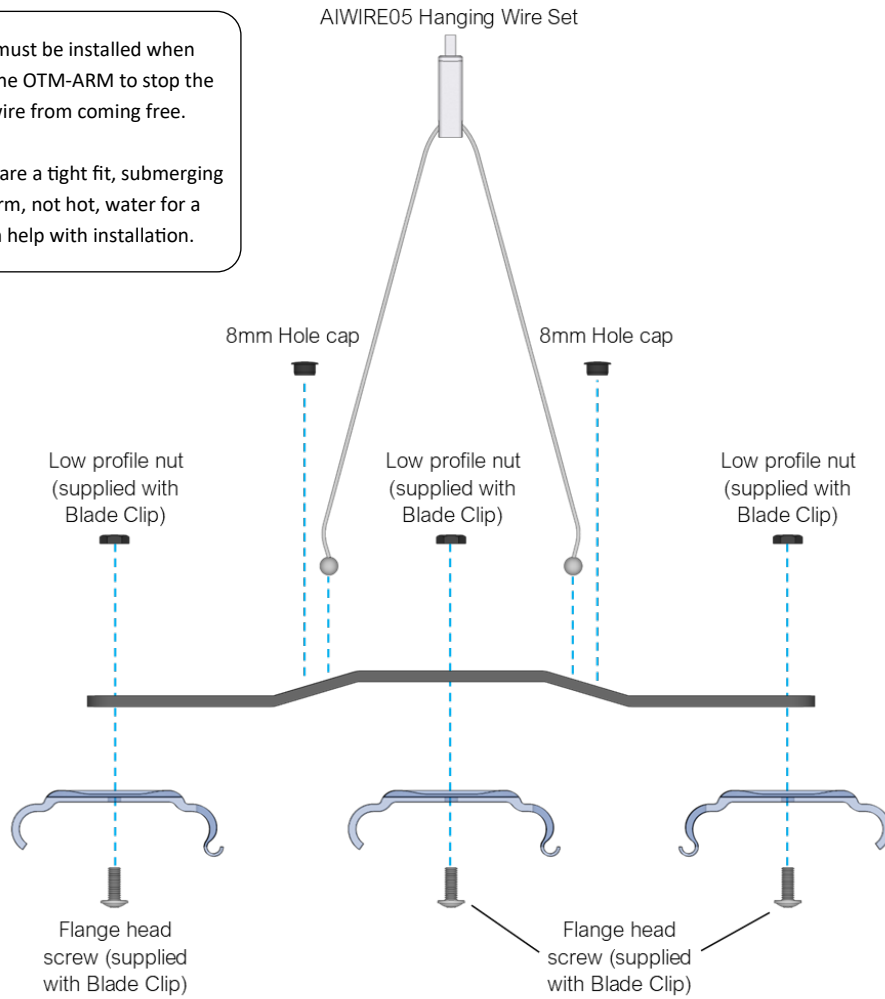 AIWIRE05 Hanging Wire Set
must be installed when
OTM-ARM to stop the
wire from coming free.
are a tight fit, submerging
not hot, water for a
help with installation.
8mm Hole cap
8mm Hole cap
Low profile nut
(supplied with
Blade Clip)
Low profile nut
(supplied with
Blade Clip)
Low profile nut
(supplied with
Blade Clip)
Flange head
screw (supplied
with Blade Clip)
Flange head
screw (supplied
with Blade Clip)